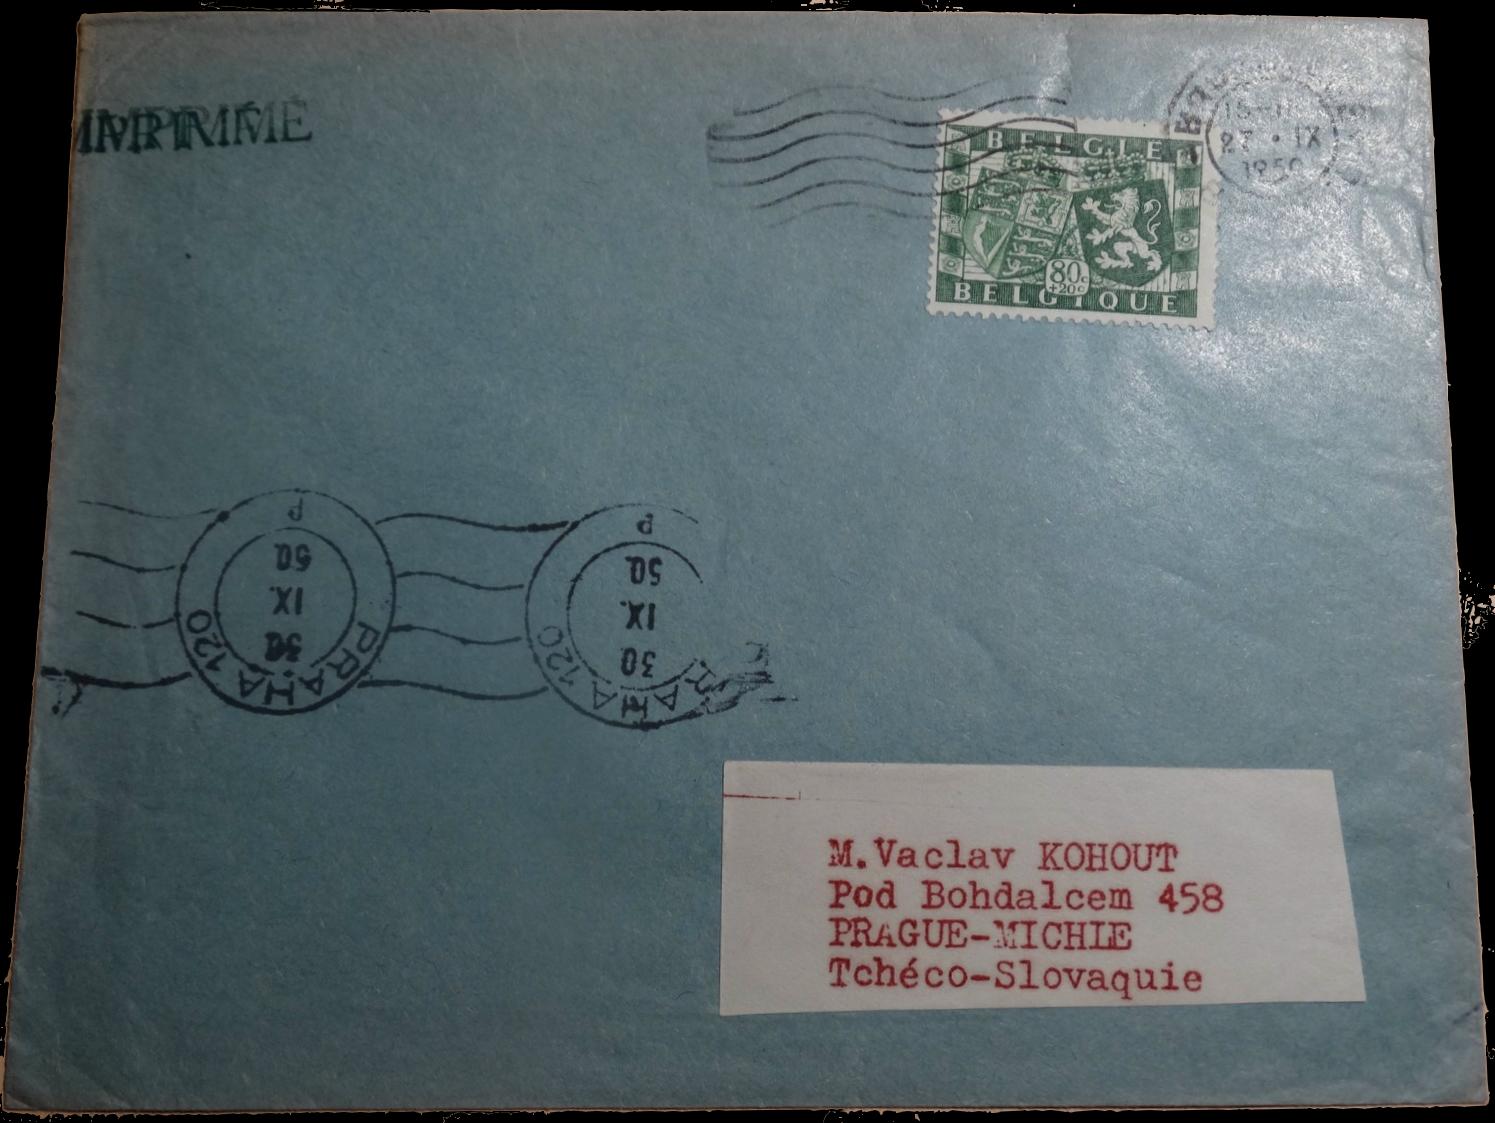 IMPRIMÉ
BELGIE
80c
+20c
BELGIQUE
27 • IX
1950
P
50
IX.
30
PRAHA 120
P
50
IX.
30
AHA 120
M.Vaclav KOHOUT
Pod Bohdalcem 458
PRAGUE-MICHLE
Tchéco-Slovaquie